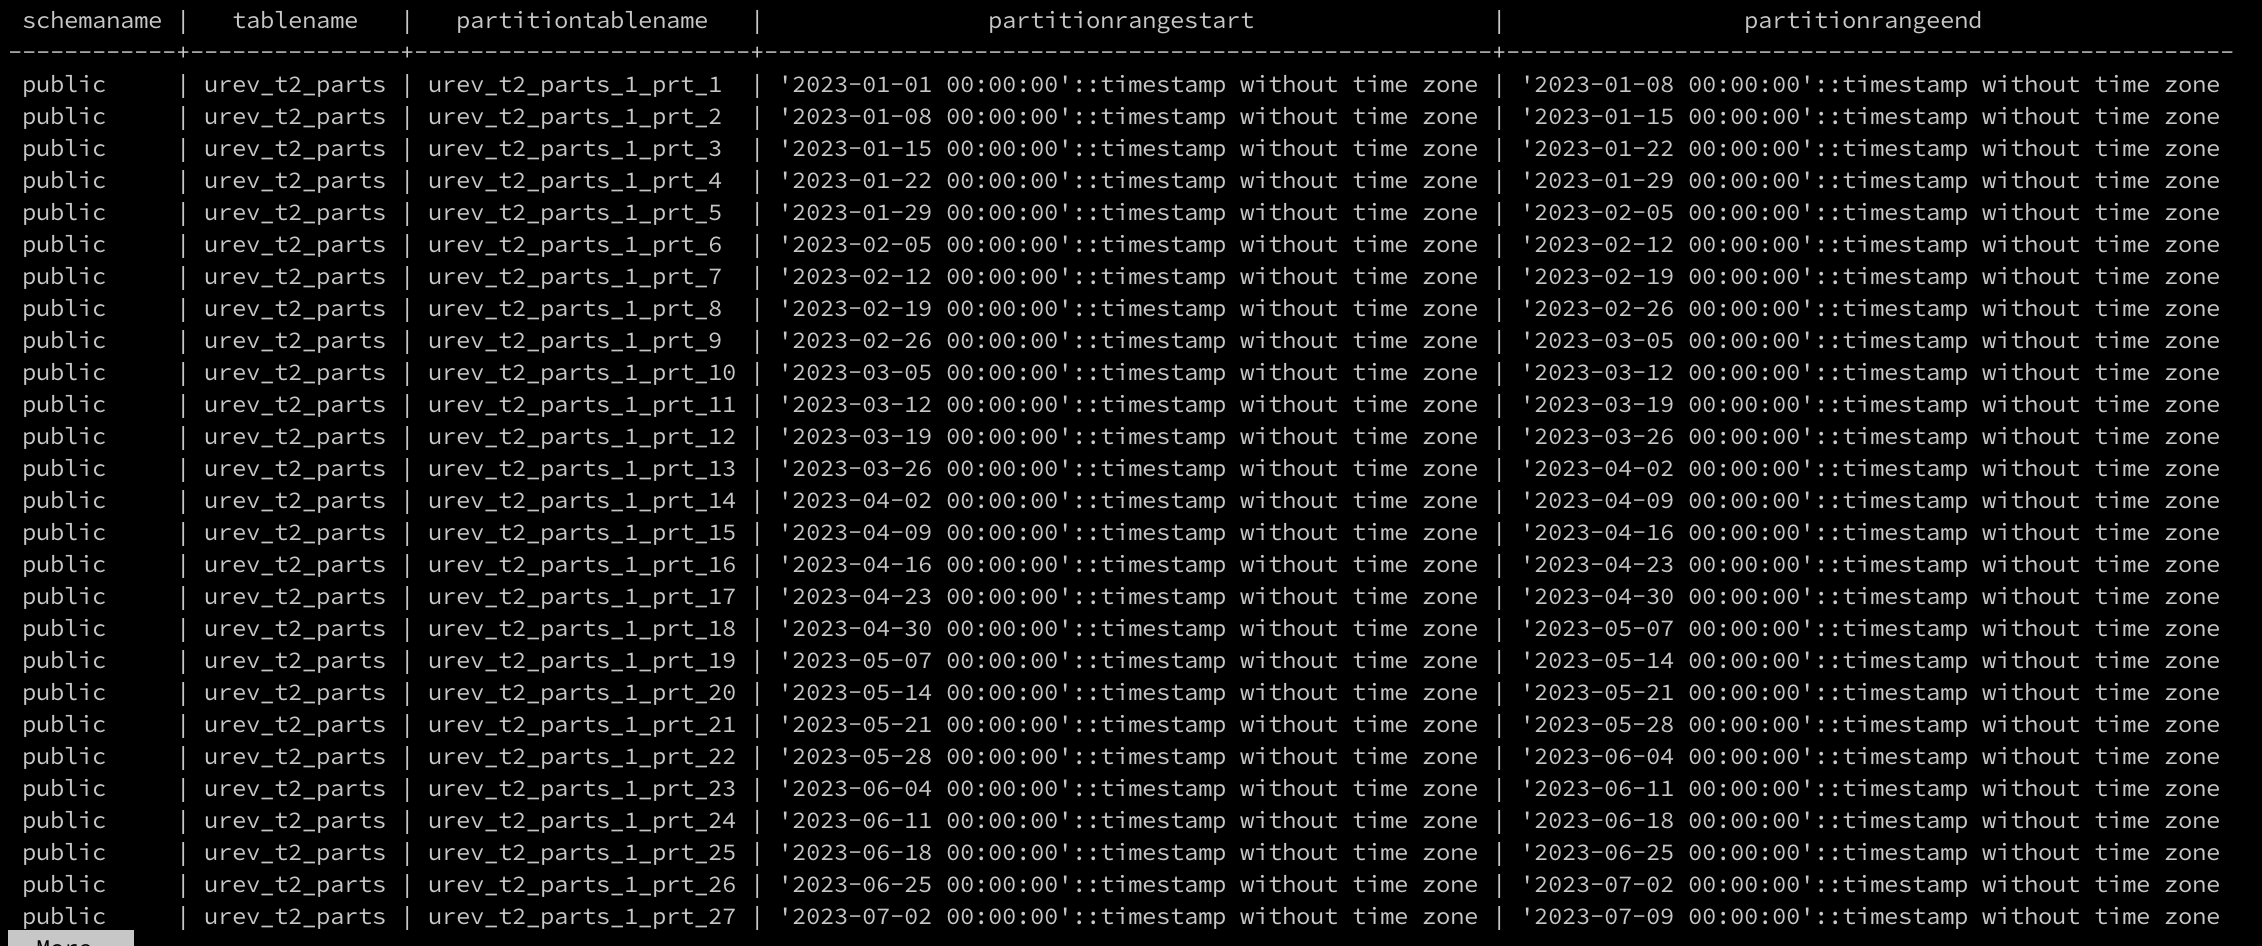 schemaname |   tablename   |   partitiontablename   |                partitionrangestart                 |                 partitionrangeend
------------+---------------+------------------------+----------------------------------------------------+----------------------------------------------------
 public     | urev_t2_parts | urev_t2_parts_1_prt_1  | '2023-01-01 00:00:00'::timestamp without time zone | '2023-01-08 00:00:00'::timestamp without time zone
 public     | urev_t2_parts | urev_t2_parts_1_prt_2  | '2023-01-08 00:00:00'::timestamp without time zone | '2023-01-15 00:00:00'::timestamp without time zone
 public     | urev_t2_parts | urev_t2_parts_1_prt_3  | '2023-01-15 00:00:00'::timestamp without time zone | '2023-01-22 00:00:00'::timestamp without time zone
 public     | urev_t2_parts | urev_t2_parts_1_prt_4  | '2023-01-22 00:00:00'::timestamp without time zone | '2023-01-29 00:00:00'::timestamp without time zone
 public     | urev_t2_parts | urev_t2_parts_1_prt_5  | '2023-01-29 00:00:00'::timestamp without time zone | '2023-02-05 00:00:00'::timestamp without time zone
 public     | urev_t2_parts | urev_t2_parts_1_prt_6  | '2023-02-05 00:00:00'::timestamp without time zone | '2023-02-12 00:00:00'::timestamp without time zone
 public     | urev_t2_parts | urev_t2_parts_1_prt_7  | '2023-02-12 00:00:00'::timestamp without time zone | '2023-02-19 00:00:00'::timestamp without time zone
 public     | urev_t2_parts | urev_t2_parts_1_prt_8  | '2023-02-19 00:00:00'::timestamp without time zone | '2023-02-26 00:00:00'::timestamp without time zone
 public     | urev_t2_parts | urev_t2_parts_1_prt_9  | '2023-02-26 00:00:00'::timestamp without time zone | '2023-03-05 00:00:00'::timestamp without time zone
 public     | urev_t2_parts | urev_t2_parts_1_prt_10 | '2023-03-05 00:00:00'::timestamp without time zone | '2023-03-12 00:00:00'::timestamp without time zone
 public     | urev_t2_parts | urev_t2_parts_1_prt_11 | '2023-03-12 00:00:00'::timestamp without time zone | '2023-03-19 00:00:00'::timestamp without time zone
 public     | urev_t2_parts | urev_t2_parts_1_prt_12 | '2023-03-19 00:00:00'::timestamp without time zone | '2023-03-26 00:00:00'::timestamp without time zone
 public     | urev_t2_parts | urev_t2_parts_1_prt_13 | '2023-03-26 00:00:00'::timestamp without time zone | '2023-04-02 00:00:00'::timestamp without time zone
 public     | urev_t2_parts | urev_t2_parts_1_prt_14 | '2023-04-02 00:00:00'::timestamp without time zone | '2023-04-09 00:00:00'::timestamp without time zone
 public     | urev_t2_parts | urev_t2_parts_1_prt_15 | '2023-04-09 00:00:00'::timestamp without time zone | '2023-04-16 00:00:00'::timestamp without time zone
 public     | urev_t2_parts | urev_t2_parts_1_prt_16 | '2023-04-16 00:00:00'::timestamp without time zone | '2023-04-23 00:00:00'::timestamp without time zone
 public     | urev_t2_parts | urev_t2_parts_1_prt_17 | '2023-04-23 00:00:00'::timestamp without time zone | '2023-04-30 00:00:00'::timestamp without time zone
 public     | urev_t2_parts | urev_t2_parts_1_prt_18 | '2023-04-30 00:00:00'::timestamp without time zone | '2023-05-07 00:00:00'::timestamp without time zone
 public     | urev_t2_parts | urev_t2_parts_1_prt_19 | '2023-05-07 00:00:00'::timestamp without time zone | '2023-05-14 00:00:00'::timestamp without time zone
 public     | urev_t2_parts | urev_t2_parts_1_prt_20 | '2023-05-14 00:00:00'::timestamp without time zone | '2023-05-21 00:00:00'::timestamp without time zone
 public     | urev_t2_parts | urev_t2_parts_1_prt_21 | '2023-05-21 00:00:00'::timestamp without time zone | '2023-05-28 00:00:00'::timestamp without time zone
 public     | urev_t2_parts | urev_t2_parts_1_prt_22 | '2023-05-28 00:00:00'::timestamp without time zone | '2023-06-04 00:00:00'::timestamp without time zone
 public     | urev_t2_parts | urev_t2_parts_1_prt_23 | '2023-06-04 00:00:00'::timestamp without time zone | '2023-06-11 00:00:00'::timestamp without time zone
 public     | urev_t2_parts | urev_t2_parts_1_prt_24 | '2023-06-11 00:00:00'::timestamp without time zone | '2023-06-18 00:00:00'::timestamp without time zone
 public     | urev_t2_parts | urev_t2_parts_1_prt_25 | '2023-06-18 00:00:00'::timestamp without time zone | '2023-06-25 00:00:00'::timestamp without time zone
 public     | urev_t2_parts | urev_t2_parts_1_prt_26 | '2023-06-25 00:00:00'::timestamp without time zone | '2023-07-02 00:00:00'::timestamp without time zone
 public     | urev_t2_parts | urev_t2_parts_1_prt_27 | '2023-07-02 00:00:00'::timestamp without time zone | '2023-07-09 00:00:00'::timestamp without time zone
More